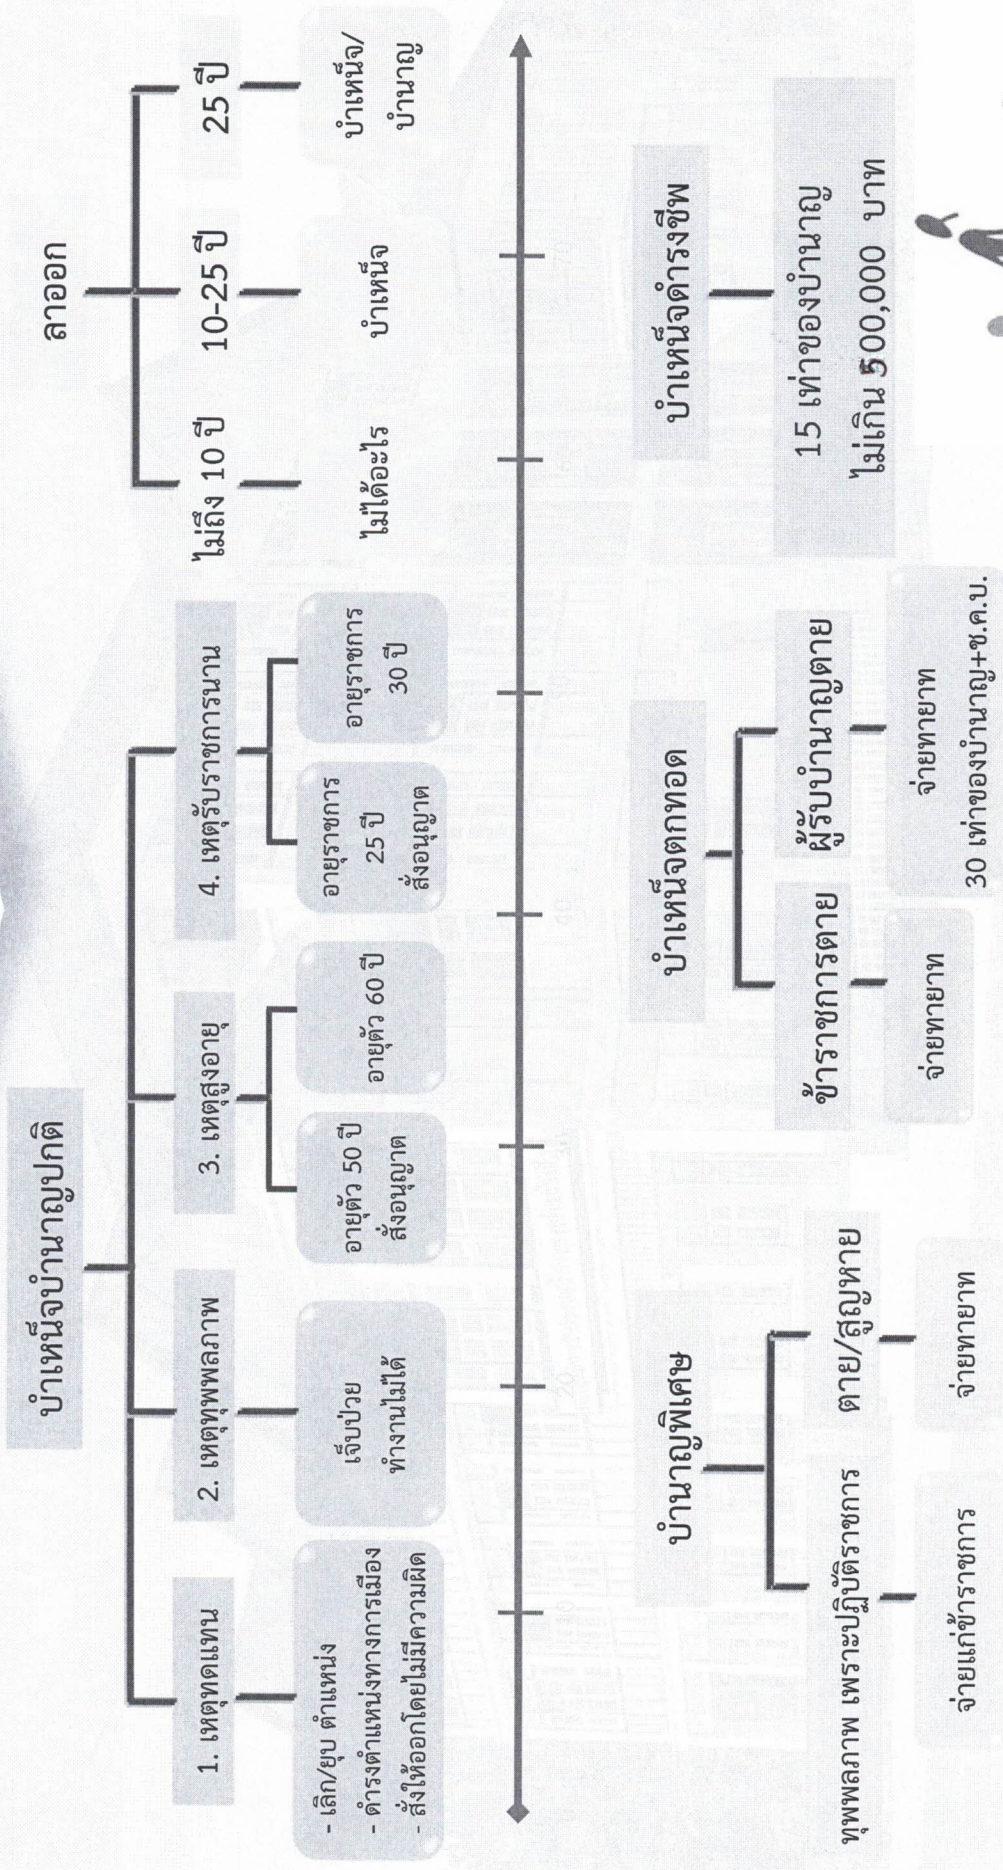 บำเหน็จบำนาญปกติ
1. เหตุทดแทน
- เลิก/ยุบ ตำแหน่ง
- ดำรงตำแหน่งทางการเมือง
- สั่งให้ออกโดยไม่มีความผิด
2. เหตุทุพพลภาพ
เจ็บป่วย
ทำงานไม่ได้
3. เหตุสูงอายุ
อายุตัว 50 ปี
สั่งอนุญาต
อายุตัว 60 ปี
4. เหตุรับราชการนาน
อายุราชการ
25 ปี
สั่งอนุญาต
อายุราชการ
30 ปี
ลาออก
ไม่ถึง 10 ปี
ไม่ได้อะไร
10-25 ปี
บำเหน็จ
25 ปี
บำเหน็จ/
บำนาญ
บำนาญพิเศษ
ทุพพลภาพ เพราะปฏิบัติราชการ
จ่ายแก่ข้าราชการ
ตาย/สูญหาย
จ่ายทายาท
บำเหน็จตกทอด
ข้าราชการตาย
จ่ายทายาท
ผู้รับบำนาญตาย
จ่ายทายาท
30 เท่าของบำนาญ+ช.ค.บ.
บำเหน็จดำรงชีพ
15 เท่าของบำนาญ
ไม่เกิน 500,000 บาท